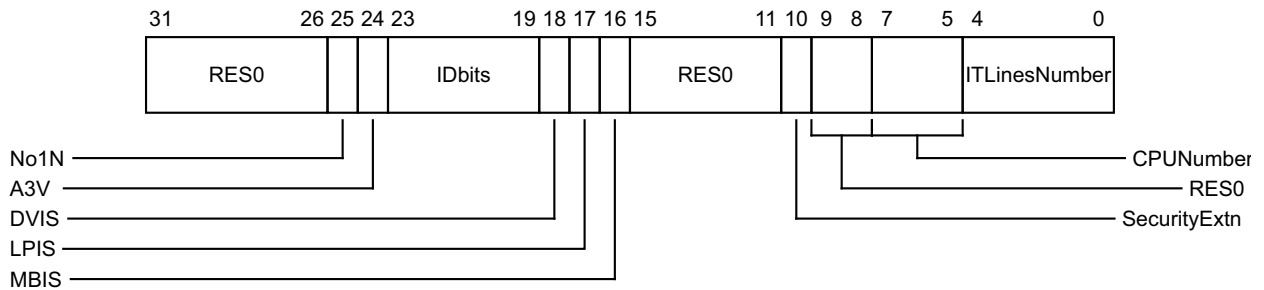 31 26 25 24 23 19 18 17 16 15 11 10 9 8 7 5 4 0
RES0 IDbits RES0 ITLinesNumber
No1N CPUNumber
A3V RES0
DVIS SecurityExtn
LPIS
MBIS